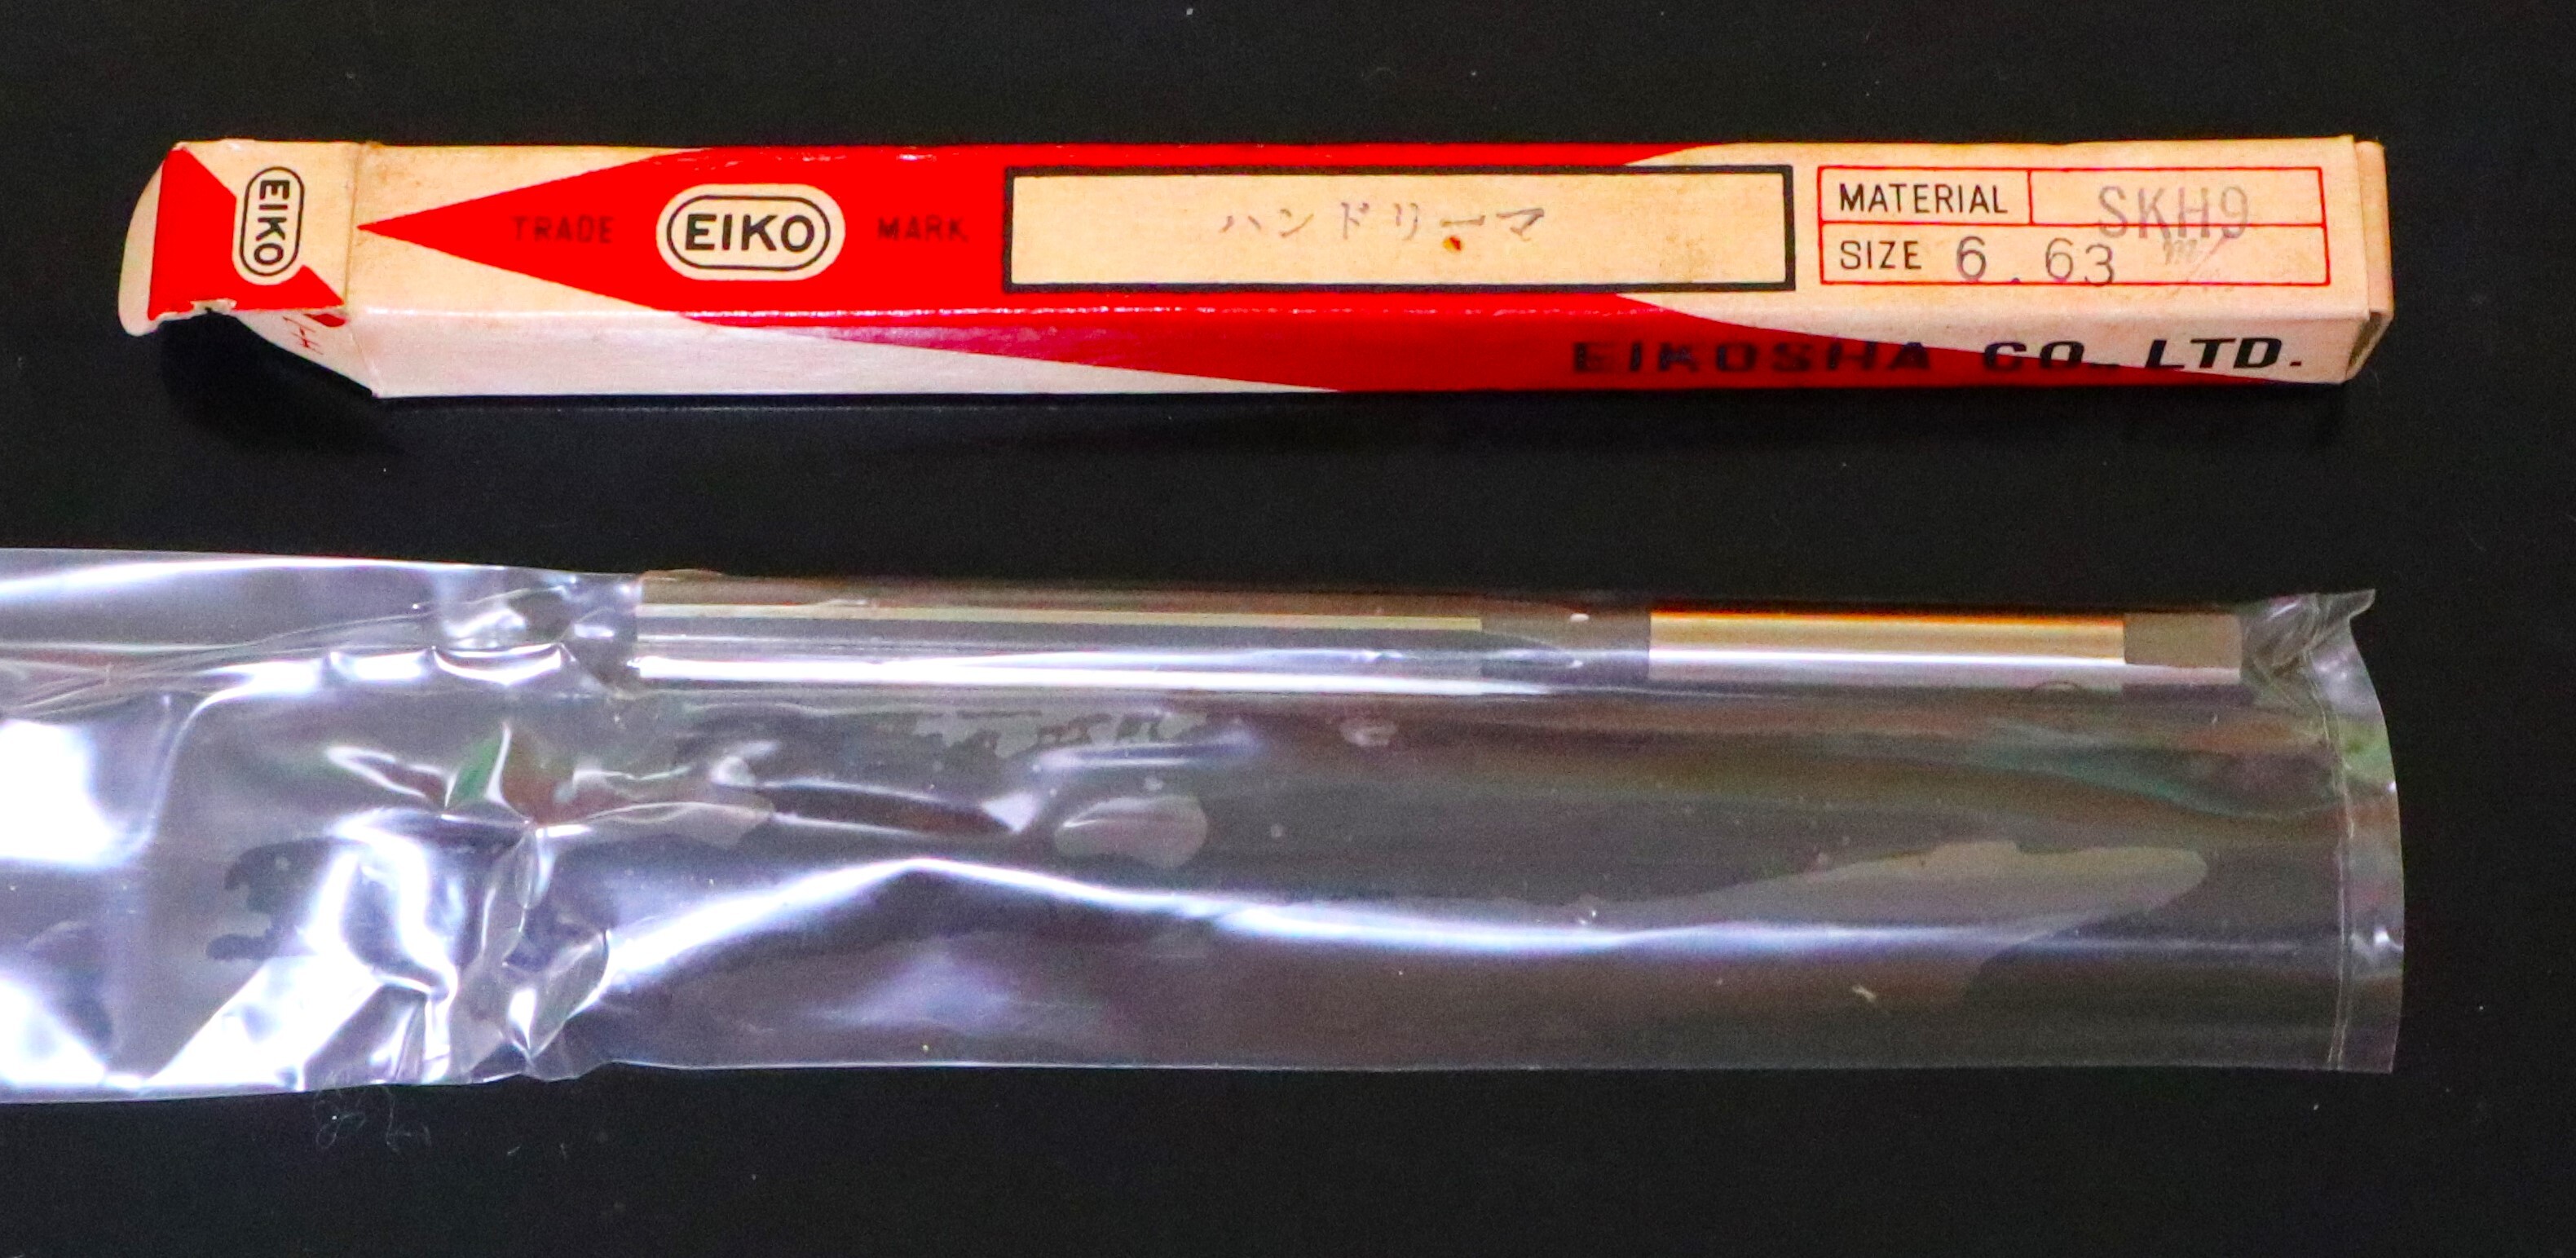 EIKO
TRADE EIKO MARK
ハンドリーマ
MATERIAL SKH9
SIZE 6.63 m/m
EIKOSHA CO., LTD.